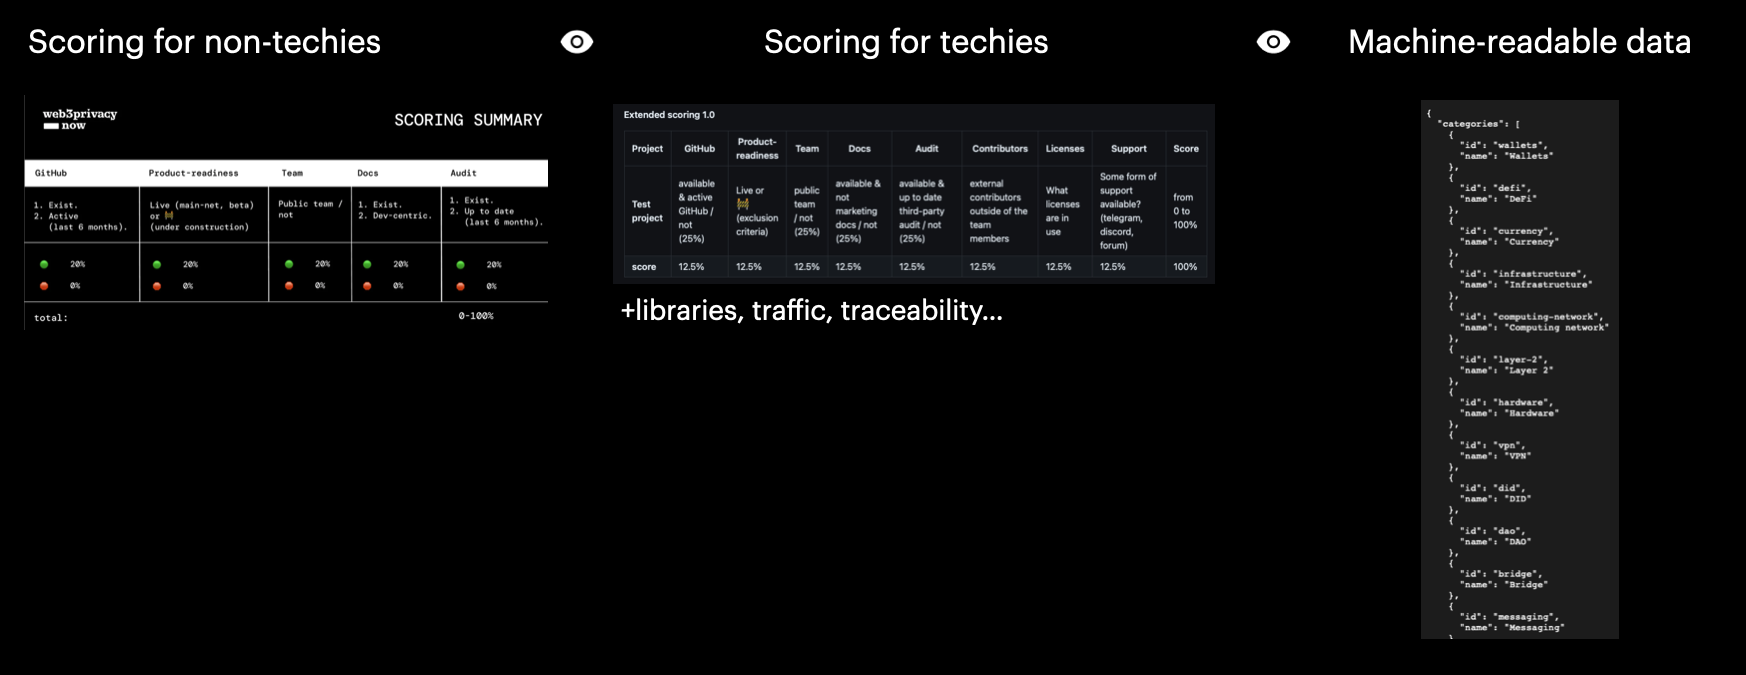 Scoring for non-techies
Scoring for techies
Machine-readable data
web3privacy
now
SCORING SUMMARY
GitHub
Product-readiness
Team
Docs
Audit
1. Exist.
2. Active
(last 6 months).
Live (main-net, beta)
or 🚧
(under construction)
Public team /
not
1. Exist.
2. Dev-centric.
1. Exist.
2. Up to date
(last 6 months).
20%
20%
20%
20%
20%
0%
0%
0%
0%
0%
total:
0-100%
Extended scoring 1.0
Project
GitHub
Product-
readiness
Team
Docs
Audit
Contributors
Licenses
Support
Score
Test
project
available
& active
GitHub /
not
(25%)
Live or
🚧
(exclusion
criteria)
public
team
/ not
(25%)
available &
not
marketing
docs / not
(25%)
available &
up to date
third-party
audit / not
(25%)
external
contributors
outside of the
team
members
What
licenses
are in
use
Some form of
support
available?
(telegram,
discord,
forum)
from
0 to
100%
score
12.5%
12.5%
12.5%
12.5%
12.5%
12.5%
12.5%
12.5%
100%
+libraries, traffic, traceability...
{
"categories": [
{
"id": "wallets",
"name": "Wallets"
},
{
"id": "defi",
"name": "DeFi"
},
{
"id": "currency",
"name": "Currency"
},
{
"id": "infrastructure",
"name": "Infrastructure"
},
{
"id": "computing-network",
"name": "Computing network"
},
{
"id": "layer-2",
"name": "Layer 2"
},
{
"id": "hardware",
"name": "Hardware"
},
{
"id": "vpn",
"name": "VPN"
},
{
"id": "did",
"name": "DID"
},
{
"id": "dao",
"name": "DAO"
},
{
"id": "bridge",
"name": "Bridge"
},
{
"id": "messaging",
"name": "Messaging"